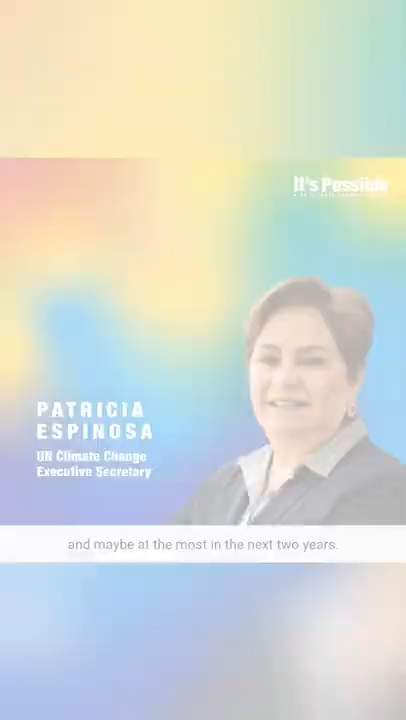 It's Possible
PATRICIA
ESPINOSA
UN Climate Change
Executive Secretary
and maybe at the most in the next two years.